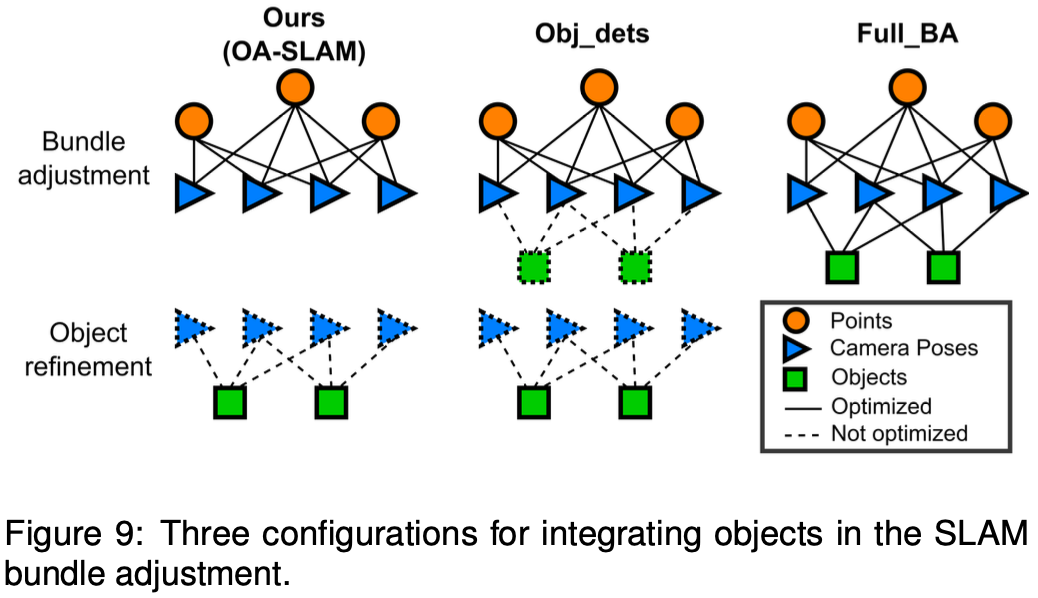 Ours
(OA-SLAM)
Obj_dets
Full_BA
Bundle
adjustment
Object
refinement
Points
Camera Poses
Objects
Optimized
Not optimized
Figure 9: Three configurations for integrating objects in the SLAM
bundle adjustment.